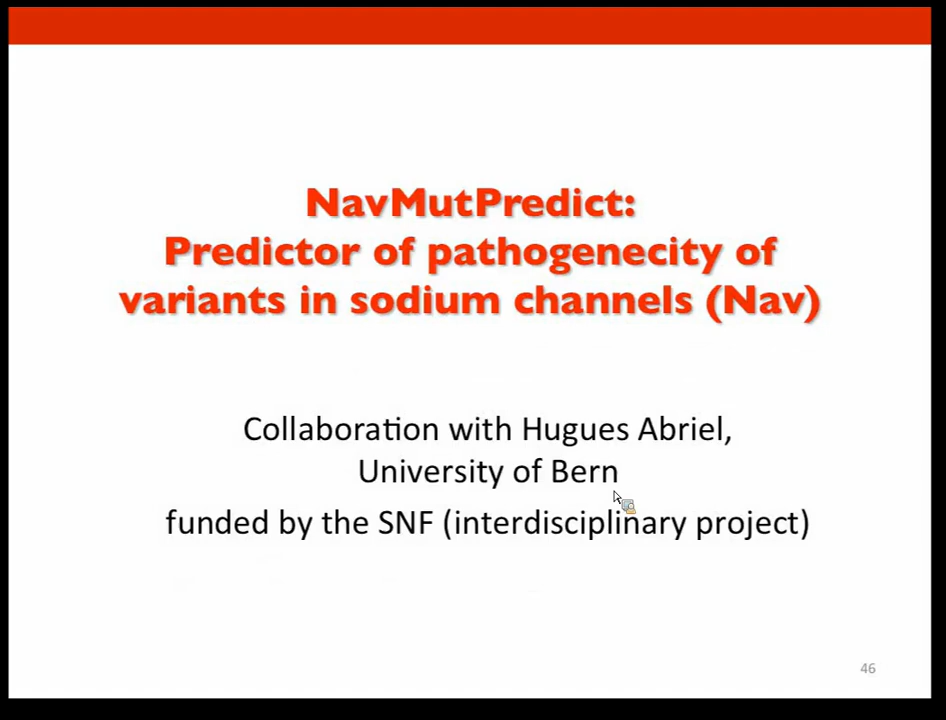 NavMutPredict:
Predictor of pathogenecity of
variants in sodium channels (Nav)
Collaboration with Hugues Abriel,
University of Bern
funded by the SNF (interdisciplinary project)
46